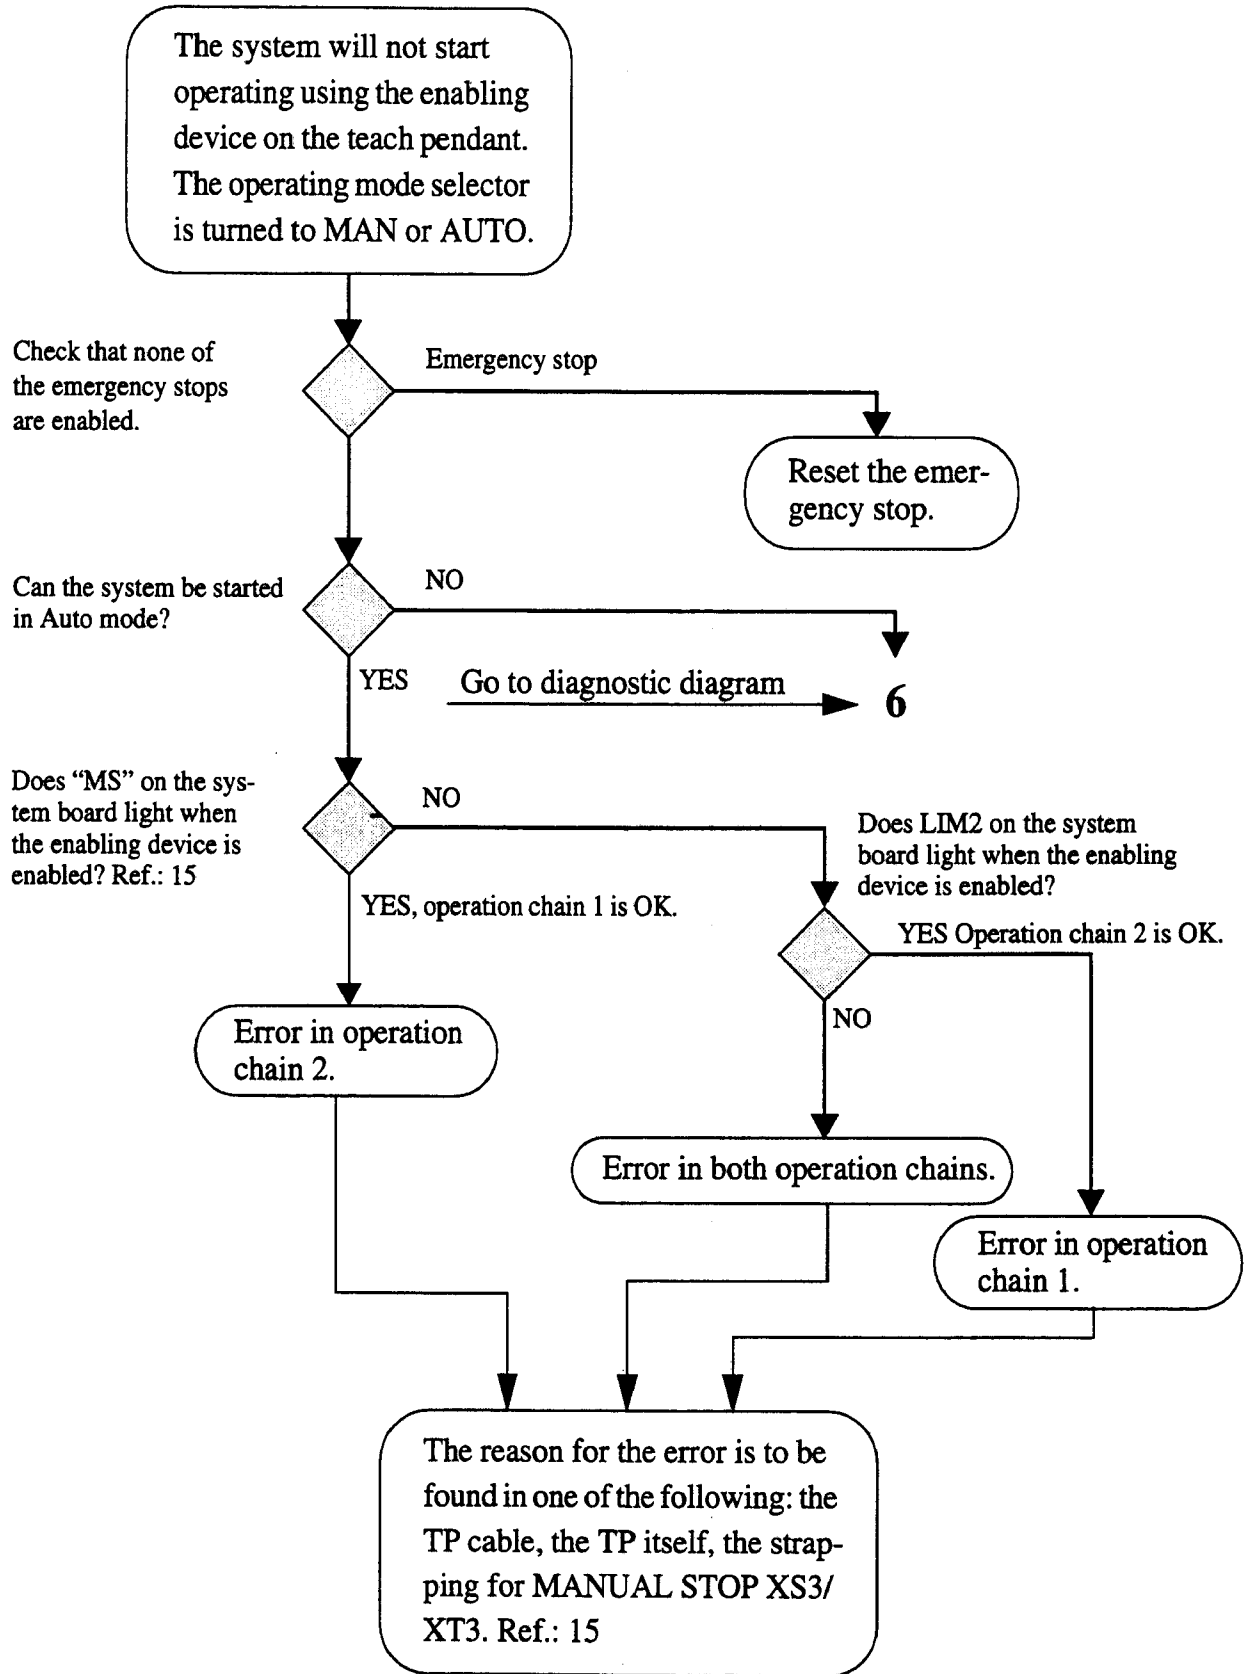 The system will not start
operating using the enabling
device on the teach pendant.
The operating mode selector
is turned to MAN or AUTO.
Check that none of
the emergency stops
are enabled.
Emergency stop
Reset the emer-
gency stop.
Can the system be started
in Auto mode?
NO
YES
Go to diagnostic diagram
6
Does “MS” on the sys-
tem board light when
the enabling device is
enabled? Ref.: 15
NO
YES, operation chain 1 is OK.
Does LIM2 on the system
board light when the enabling
device is enabled?
YES Operation chain 2 is OK.
NO
Error in operation
chain 2.
Error in both operation chains.
Error in operation
chain 1.
The reason for the error is to be
found in one of the following: the
TP cable, the TP itself, the strap-
ping for MANUAL STOP XS3/
XT3. Ref.: 15